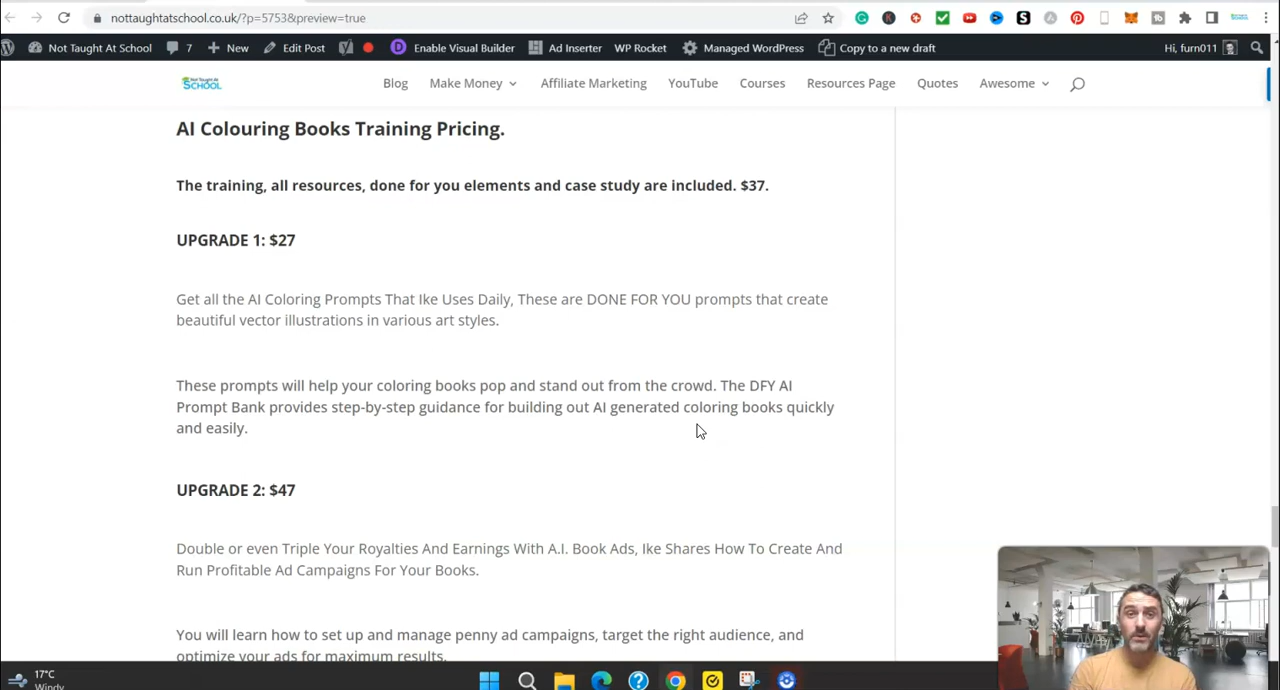 nottaughtatschool.co.uk/?p=5753&preview=true
Not Taught At School 7 New Edit Post Enable Visual Builder Ad Inserter WP Rocket Managed WordPress Copy to a new draft Hi, furn011
Not Taught At
SCHOOL
Blog Make Money Affiliate Marketing YouTube Courses Resources Page Quotes Awesome
AI Colouring Books Training Pricing.
The training, all resources, done for you elements and case study are included. $37.
UPGRADE 1: $27
Get all the AI Coloring Prompts That Ike Uses Daily, These are DONE FOR YOU prompts that create
beautiful vector illustrations in various art styles.
These prompts will help your coloring books pop and stand out from the crowd. The DFY AI
Prompt Bank provides step-by-step guidance for building out AI generated coloring books quickly
and easily.
UPGRADE 2: $47
Double or even Triple Your Royalties And Earnings With A.I. Book Ads, Ike Shares How To Create And
Run Profitable Ad Campaigns For Your Books.
You will learn how to set up and manage penny ad campaigns, target the right audience, and
optimize your ads for maximum results.
17°C
Windy